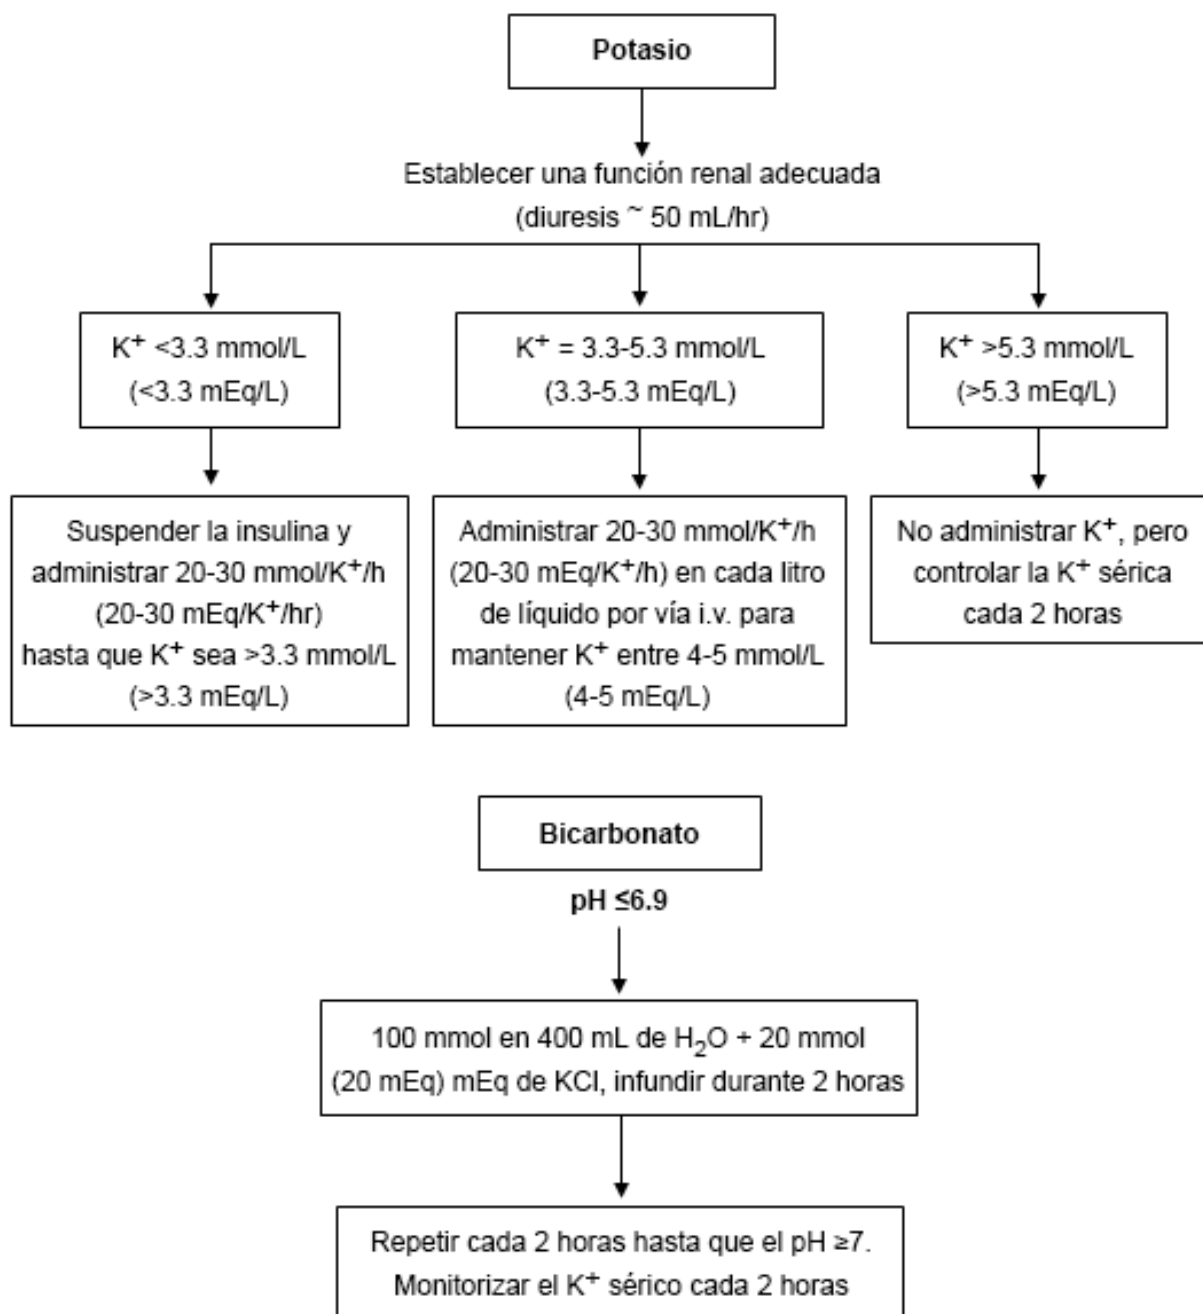 Potasio
Establecer una función renal adecuada
(diuresis ~ 50 mL/hr)
K+ <3.3 mmol/L
(<3.3 mEq/L)
K+ = 3.3-5.3 mmol/L
(3.3-5.3 mEq/L)
K+ >5.3 mmol/L
(>5.3 mEq/L)
Suspender la insulina y
administrar 20-30 mmol/K+/h
(20-30 mEq/K+/hr)
hasta que K+ sea >3.3 mmol/L
(>3.3 mEq/L)
Administrar 20-30 mmol/K+/h
(20-30 mEq/K+/h) en cada litro
de líquido por vía i.v. para
mantener K+ entre 4-5 mmol/L
(4-5 mEq/L)
No administrar K+, pero
controlar la K+ sérica
cada 2 horas
Bicarbonato
pH ≤6.9
100 mmol en 400 mL de H2O + 20 mmol
(20 mEq) mEq de KCl, infundir durante 2 horas
Repetir cada 2 horas hasta que el pH ≥7.
Monitorizar el K+ sérico cada 2 horas